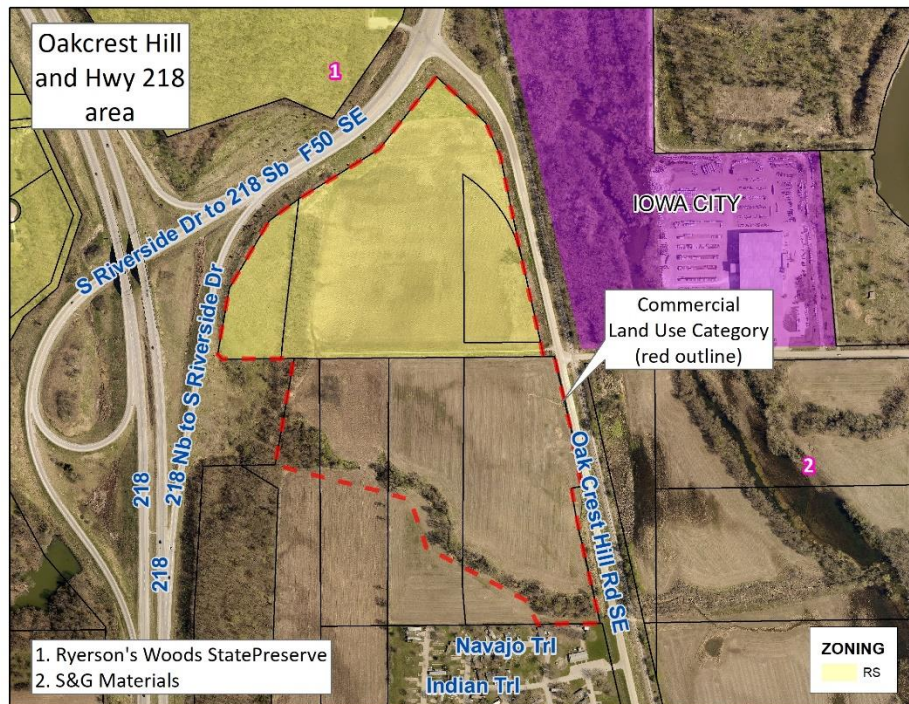 Oakcrest Hill
and Hwy 218
area
1
S Riverside Dr to 218 Sb F50 SE
IOWA CITY
218 Nb to S Riverside Dr
Commercial
Land Use Category
(red outline)
Oak Crest Hill Rd SE
2
218
218
Navajo Trl
Indian Trl
1. Ryerson's Woods StatePreserve
2. S&G Materials
ZONING
RS